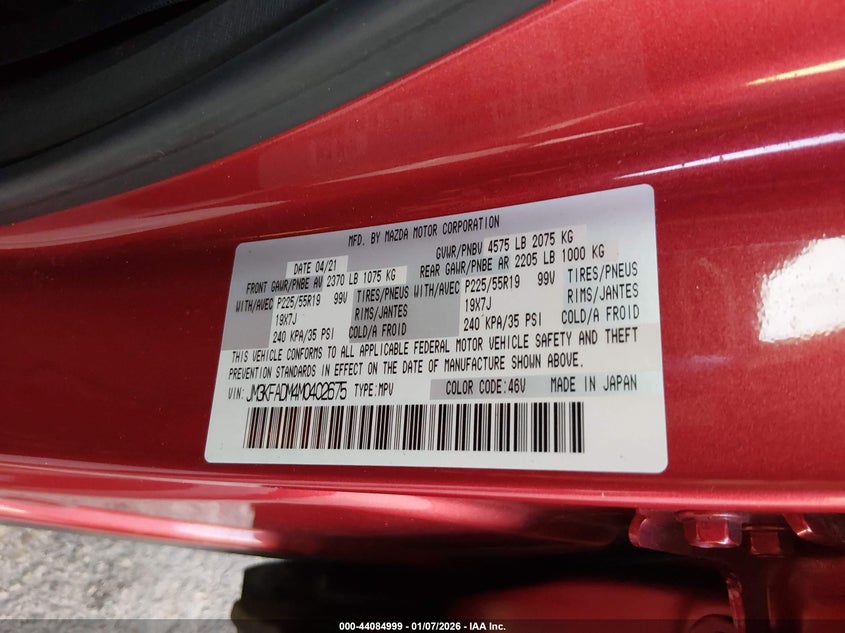 MFD. BY MAZDA MOTOR CORPORATION
DATE 04/21 GVWR/PNBV 4575 LB 2075 KG
FRONT GAWR/PNBE AV 2370 LB 1075 KG REAR GAWR/PNBE AR 2205 LB 1000 KG
WITH/AVEC P225/55R19 99V TIRES/PNEUS WITH/AVEC P225/55R19 99V TIRES/PNEUS
19X7J RIMS/JANTES 19X7J RIMS/JANTES
240 KPA/35 PSI COLD/A FROID 240 KPA/35 PSI COLD/A FROID
THIS VEHICLE CONFORMS TO ALL APPLICABLE FEDERAL MOTOR VEHICLE SAFETY AND THEFT
PREVENTION STANDARDS IN EFFECT ON THE DATE OF MANUFACTURE SHOWN ABOVE.
VIN: JM3KFADM4M0402675 TYPE:MPV COLOR CODE:46V MADE IN JAPAN
000-44084999 — 01/07/2026 — © IAA Inc.